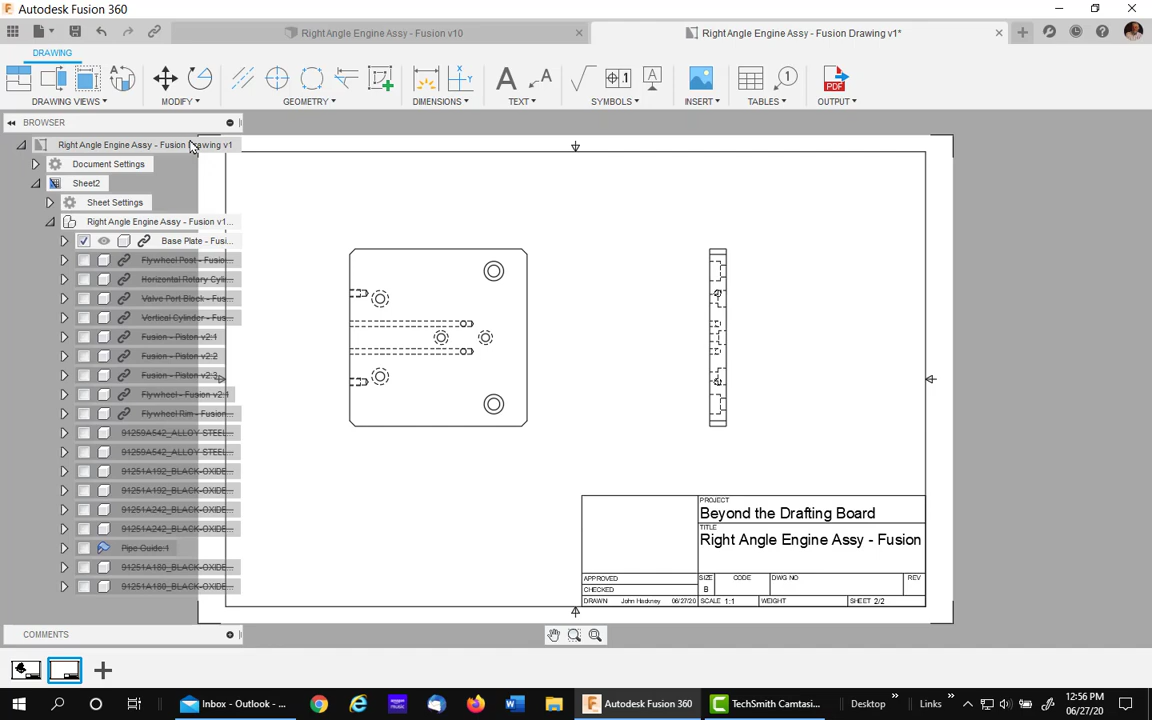 Autodesk Fusion 360
Right Angle Engine Assy - Fusion v10
Right Angle Engine Assy - Fusion Drawing v1*
DRAWING
DRAWING VIEWS
MODIFY
GEOMETRY
DIMENSIONS
TEXT
SYMBOLS
INSERT
TABLES
OUTPUT
BROWSER
Right Angle Engine Assy - Fusion Drawing v1
Document Settings
Sheet2
Sheet Settings
Right Angle Engine Assy - Fusion v1...
Base Plate - Fusi...
Flywheel Post - Fusio...
Horizontal Rotary Cyli...
Valve Port Block - Fus...
Vertical Cylinder - Fus...
Fusion - Piston v2:1
Fusion - Piston v2:2
Fusion - Piston v2:3
Flywheel - Fusion v2:1
Flywheel Rim - Fusion...
91259A542_ALLOY STEEL...
91259A542_ALLOY STEEL...
91251A192_BLACK-OXIDE...
91251A192_BLACK-OXIDE...
91251A242_BLACK-OXIDE...
91251A242_BLACK-OXIDE...
Pipe Guide:1
91251A180_BLACK-OXIDE...
91251A180_BLACK-OXIDE...
PROJECT
Beyond the Drafting Board
TITLE
Right Angle Engine Assy - Fusion
APPROVED
CHECKED
DRAWN John Hackney 06/27/20
SIZE CODE DWG NO REV
B
SCALE 1:1 WEIGHT SHEET 2/2
COMMENTS
Inbox - Outlook - ...
Autodesk Fusion 360
TechSmith Camtasi...
Desktop
Links
12:56 PM
06/27/20